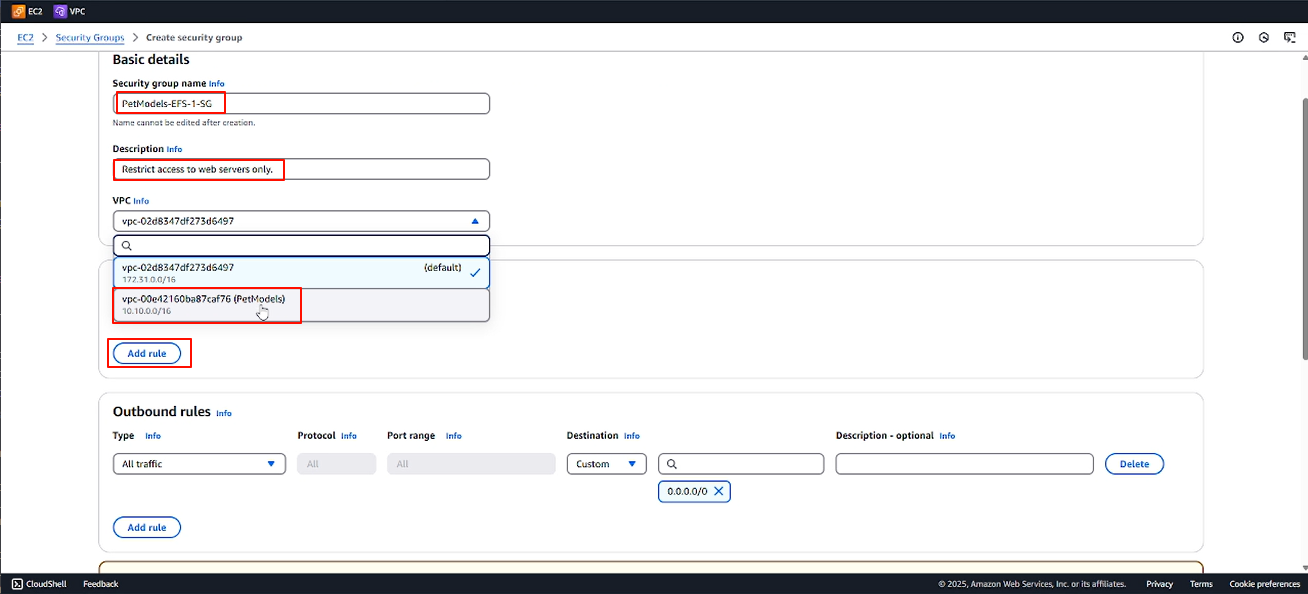 EC2 VPC
EC2 > Security Groups > Create security group
Basic details
Security group name Info
PetModels-EFS-1-SG
Name cannot be edited after creation.
Description Info
Restrict access to web servers only.
VPC Info
vpc-02d8347df273d6497
vpc-02d8347df273d6497 (default)
172.31.0.0/16
vpc-00e42160ba87caf76 (PetModels)
10.10.0.0/16
Add rule
Outbound rules Info
Type Info Protocol Info Port range Info Destination Info Description - optional Info
All traffic All All Custom Delete
0.0.0.0/0
Add rule
CloudShell Feedback © 2025, Amazon Web Services, Inc. or its affiliates. Privacy Terms Cookie preferences